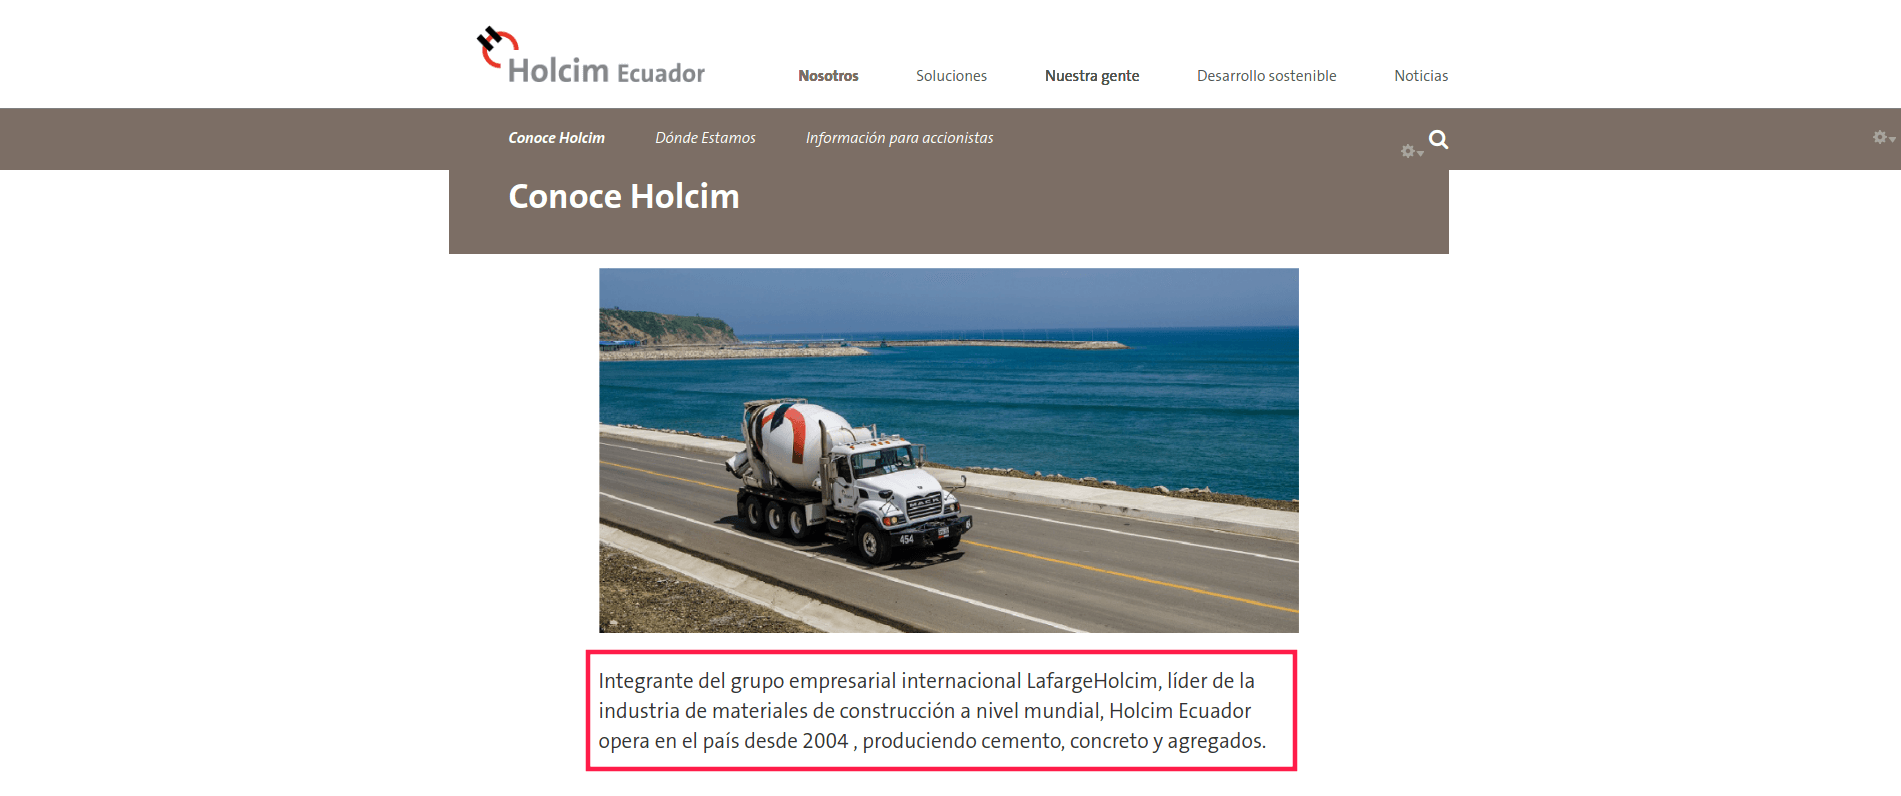 Holcim Ecuador
Nosotros Soluciones Nuestra gente Desarrollo sostenible Noticias
Conoce Holcim Dónde Estamos Información para accionistas
Conoce Holcim
MACK
454
Integrante del grupo empresarial internacional LafargeHolcim, líder de la
industria de materiales de construcción a nivel mundial, Holcim Ecuador
opera en el país desde 2004 , produciendo cemento, concreto y agregados.